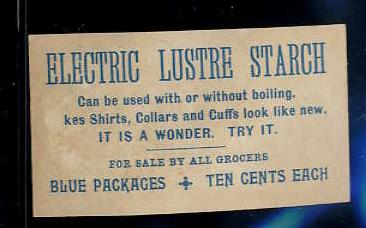 ELECTRIC LUSTRE STARCH
Can be used with or without boiling.
kes Shirts, Collars and Cuffs look like new.
IT IS A WONDER. TRY IT.
FOR SALE BY ALL GROCERS
BLUE PACKAGES ✢ TEN CENTS EACH